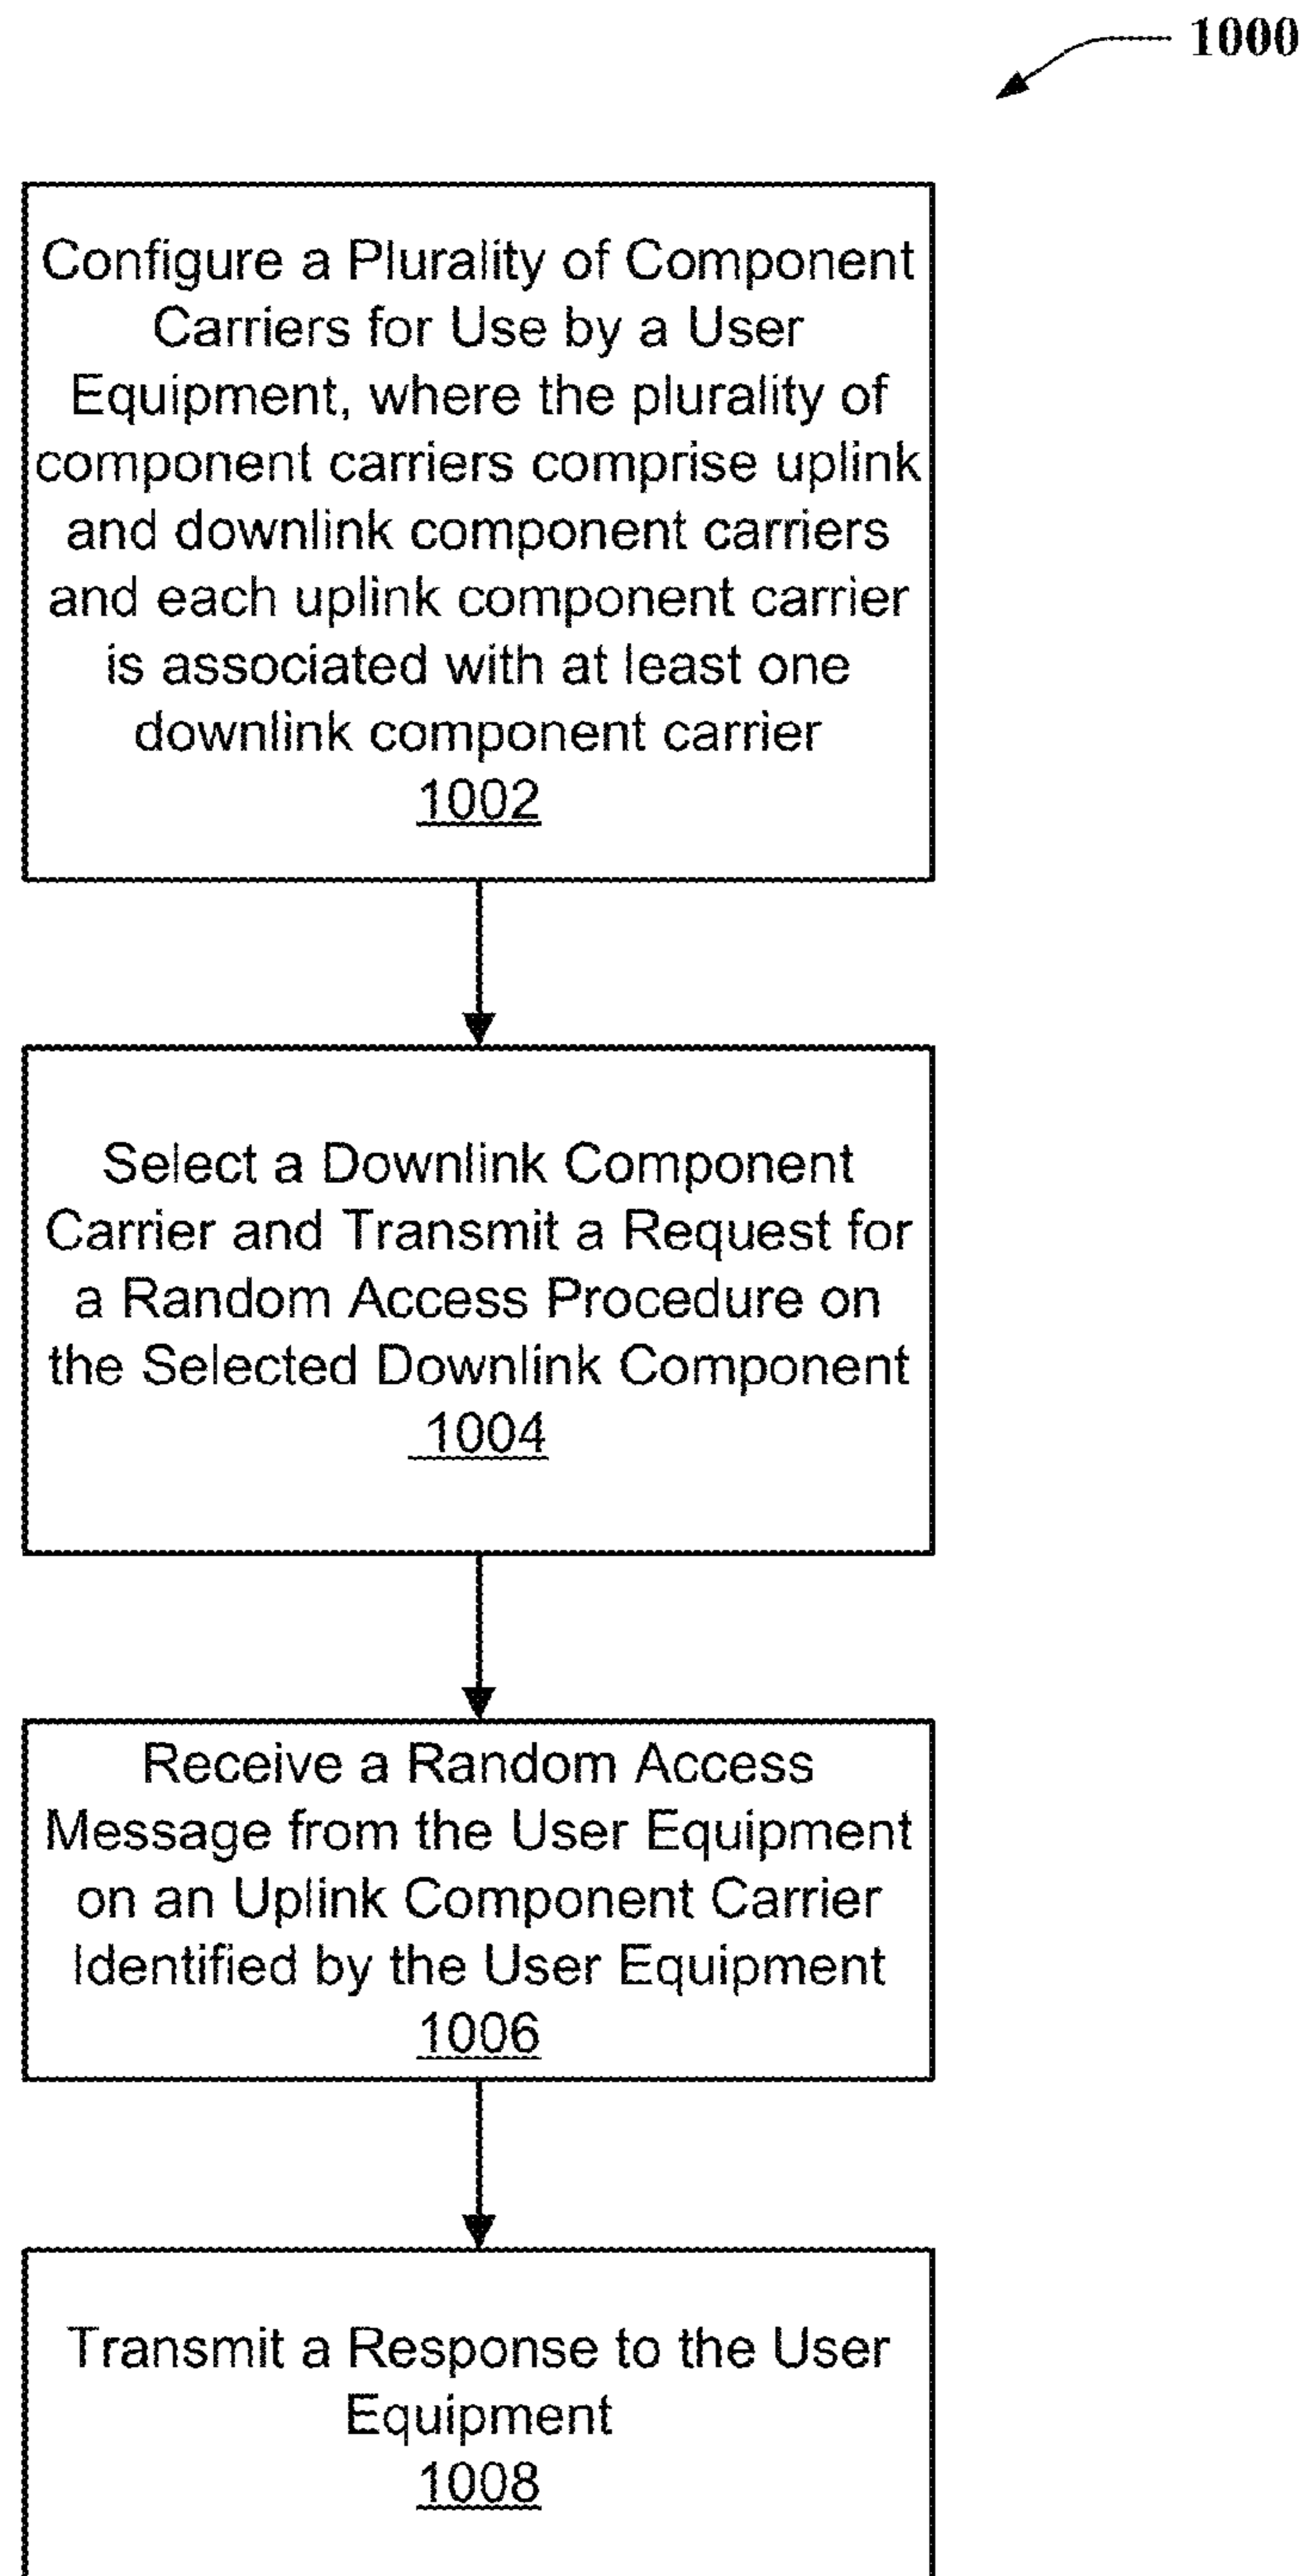 1000
Configure a Plurality of Component
Carriers for Use by a User
Equipment, where the plurality of
component carriers comprise uplink
and downlink component carriers
and each uplink component carrier
is associated with at least one
downlink component carrier
1002
Select a Downlink Component
Carrier and Transmit a Request for
a Random Access Procedure on
the Selected Downlink Component
1004
Receive a Random Access
Message from the User Equipment
on an Uplink Component Carrier
Identified by the User Equipment
1006
Transmit a Response to the User
Equipment
1008